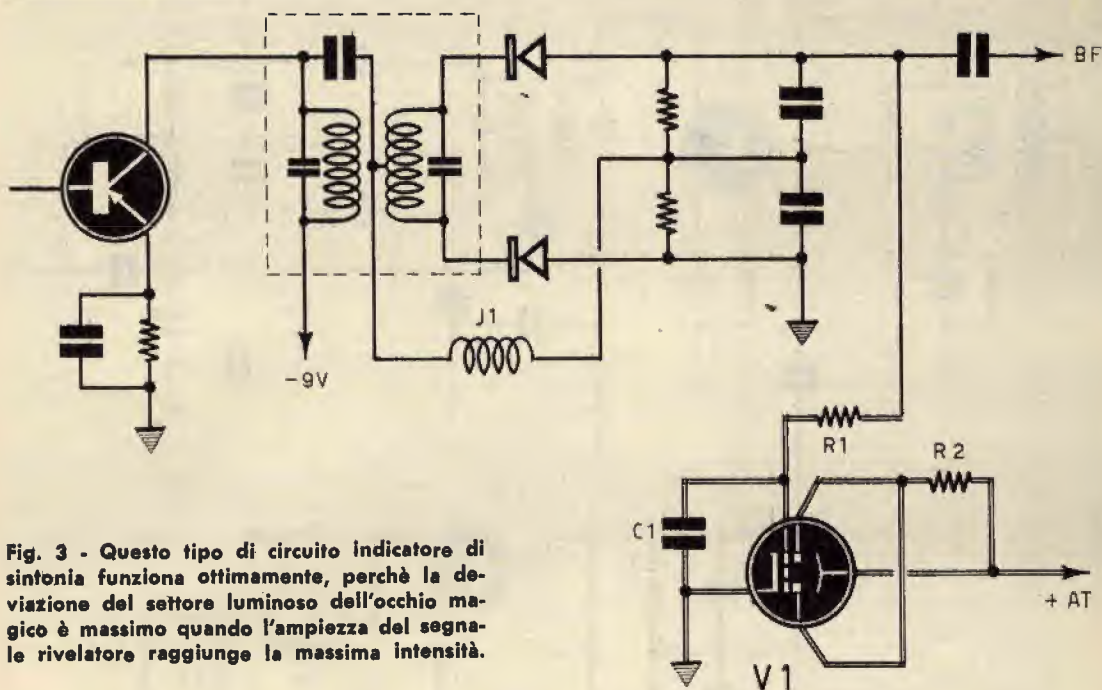 BF
J1
-9V
R1
R2
C1
+ AT
V1
Fig. 3 - Questo tipo di circuito indicatore di
sintonia funziona ottimamente, perchè la de-
viazione del settore luminoso dell'occhio ma-
gico è massimo quando l'ampiezza del segna-
le rivelatore raggiunge la massima intensità.